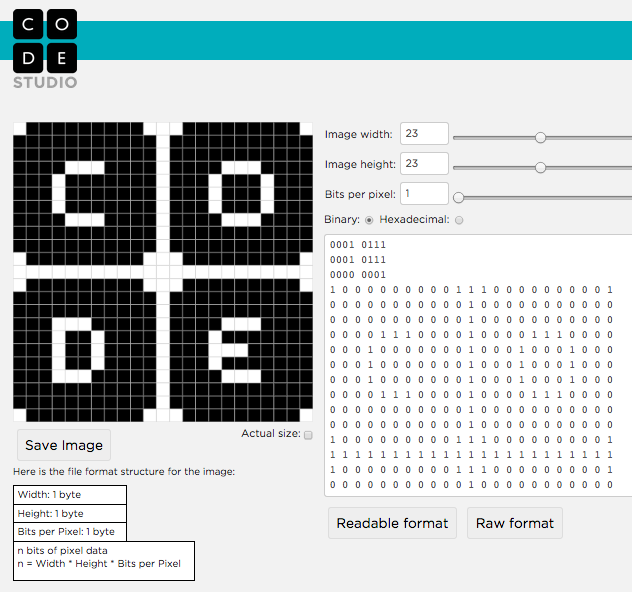 C O
D E
STUDIO
Image width: 23
Image height: 23
Bits per pixel: 1
Binary: Hexadecimal:
0001 0111
0001 0111
0000 0001
1 0 0 0 0 0 0 0 0 0 1 1 1 0 0 0 0 0 0 0 0 0 1
0 0 0 0 0 0 0 0 0 0 0 1 0 0 0 0 0 0 0 0 0 0 0
0 0 0 0 0 0 0 0 0 0 0 1 0 0 0 0 0 0 0 0 0 0 0
0 0 0 0 1 1 1 0 0 0 0 1 0 0 0 0 1 1 1 0 0 0 0
0 0 0 1 0 0 0 0 0 0 0 1 0 0 0 1 0 0 0 1 0 0 0
0 0 0 1 0 0 0 0 0 0 0 1 0 0 0 1 0 0 0 1 0 0 0
0 0 0 1 0 0 0 0 0 0 0 1 0 0 0 1 0 0 0 1 0 0 0
0 0 0 0 1 1 1 0 0 0 0 1 0 0 0 0 1 1 1 0 0 0 0
0 0 0 0 0 0 0 0 0 0 0 1 0 0 0 0 0 0 0 0 0 0 0
0 0 0 0 0 0 0 0 0 0 0 1 0 0 0 0 0 0 0 0 0 0 0
1 0 0 0 0 0 0 0 0 0 1 1 1 0 0 0 0 0 0 0 0 0 1
1 1 1 1 1 1 1 1 1 1 1 1 1 1 1 1 1 1 1 1 1 1 1
1 0 0 0 0 0 0 0 0 0 1 1 1 0 0 0 0 0 0 0 0 0 1
0 0 0 0 0 0 0 0 0 0 0 1 0 0 0 0 0 0 0 0 0 0 0
C O
D E
Actual size:
Save Image
Readable format
Raw format
Here is the file format structure for the image:
Width: 1 byte
Height: 1 byte
Bits per Pixel: 1 byte
n bits of pixel data
n = Width * Height * Bits per Pixel